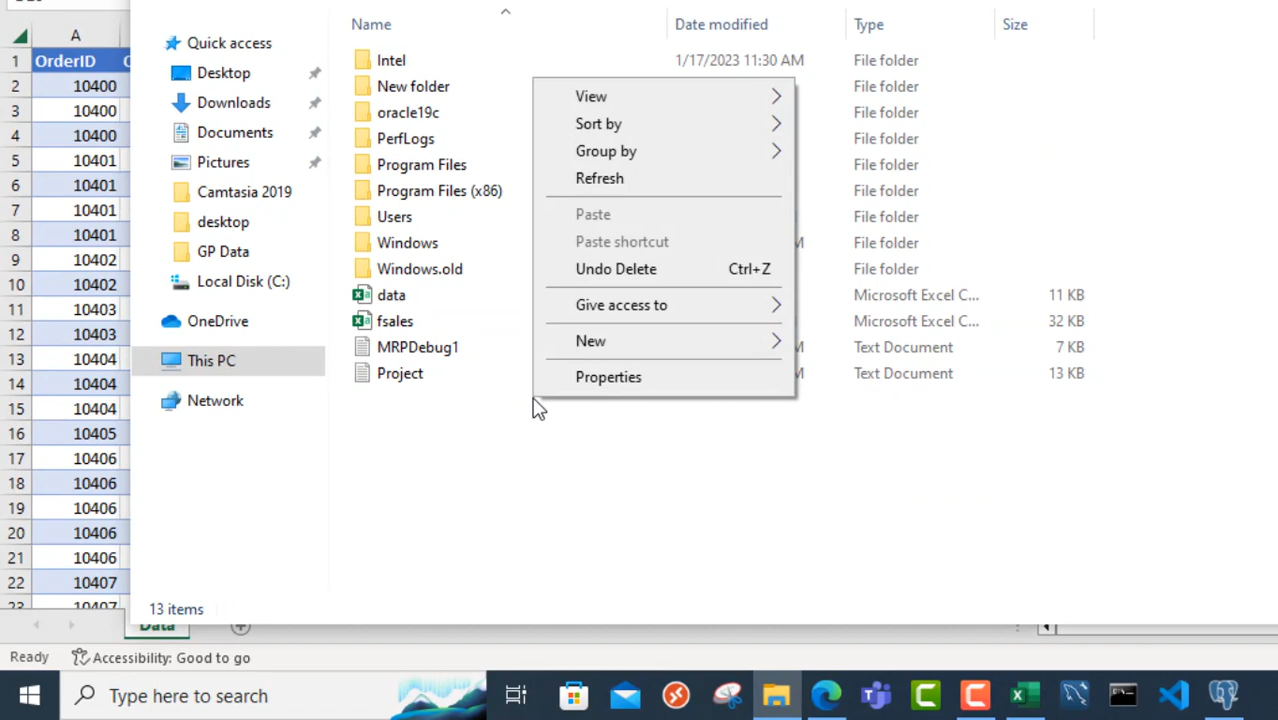 Name Date modified Type Size
Quick access
Desktop
Downloads
Documents
Pictures
Camtasia 2019
desktop
GP Data
Local Disk (C:)
OneDrive
This PC
Network
Intel 1/17/2023 11:30 AM File folder
New folder File folder
oracle19c File folder
PerfLogs File folder
Program Files File folder
Program Files (x86) File folder
Users File folder
Windows M File folder
Windows.old File folder
data Microsoft Excel C... 11 KB
fsales Microsoft Excel C... 32 KB
MRPDebug1 M Text Document 7 KB
Project M Text Document 13 KB
View
Sort by
Group by
Refresh
Paste
Paste shortcut
Undo Delete Ctrl+Z
Give access to
New
Properties
13 items
A
1 OrderID
2 10400
3 10400
4 10400
5 10401
6 10401
7 10401
8 10401
9 10402
10 10402
11 10403
12 10403
13 10404
14 10404
15 10404
16 10405
17 10406
18 10406
19 10406
20 10406
21 10406
22 10407
23 10407
Data
Ready Accessibility: Good to go
Type here to search